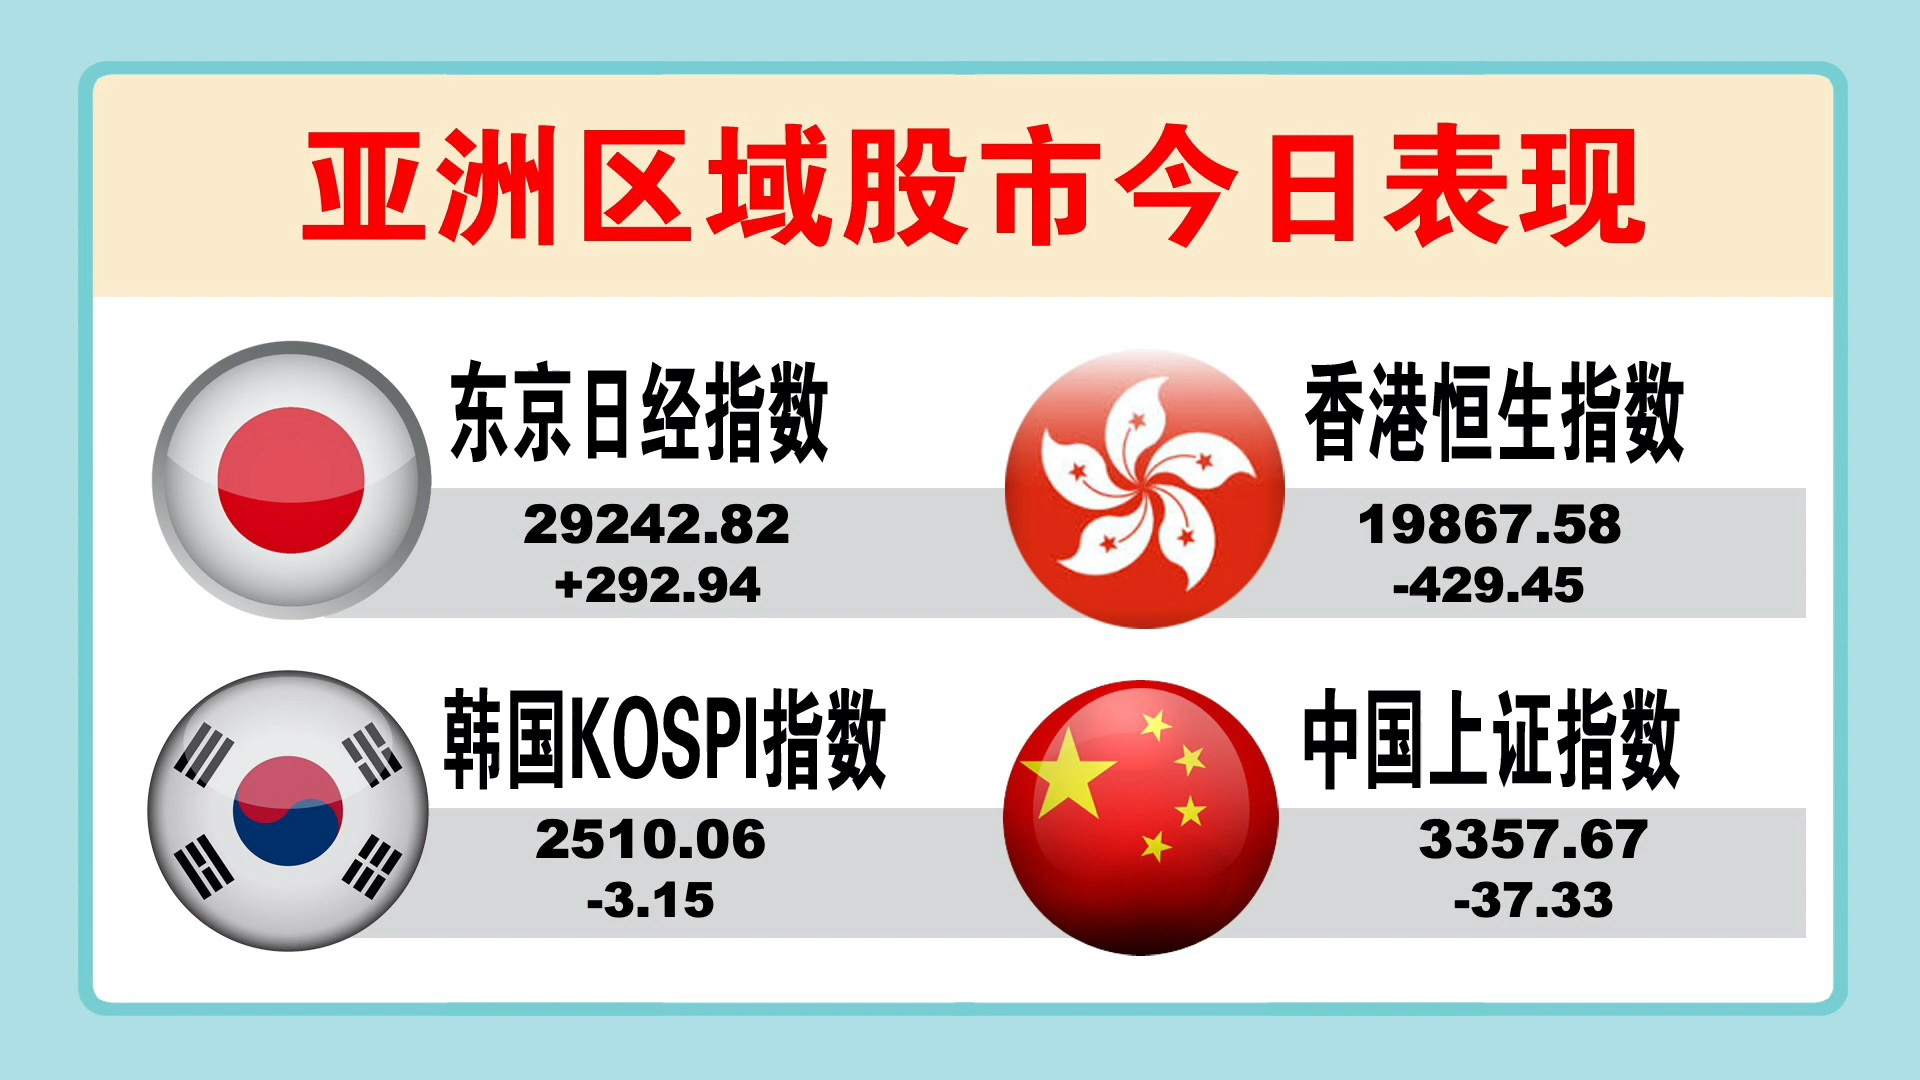 亚洲区域股市今日表现
东京日经指数
29242.82
+292.94
香港恒生指数
19867.58
-429.45
韩国KOSPI指数
2510.06
-3.15
中国上证指数
3357.67
-37.33